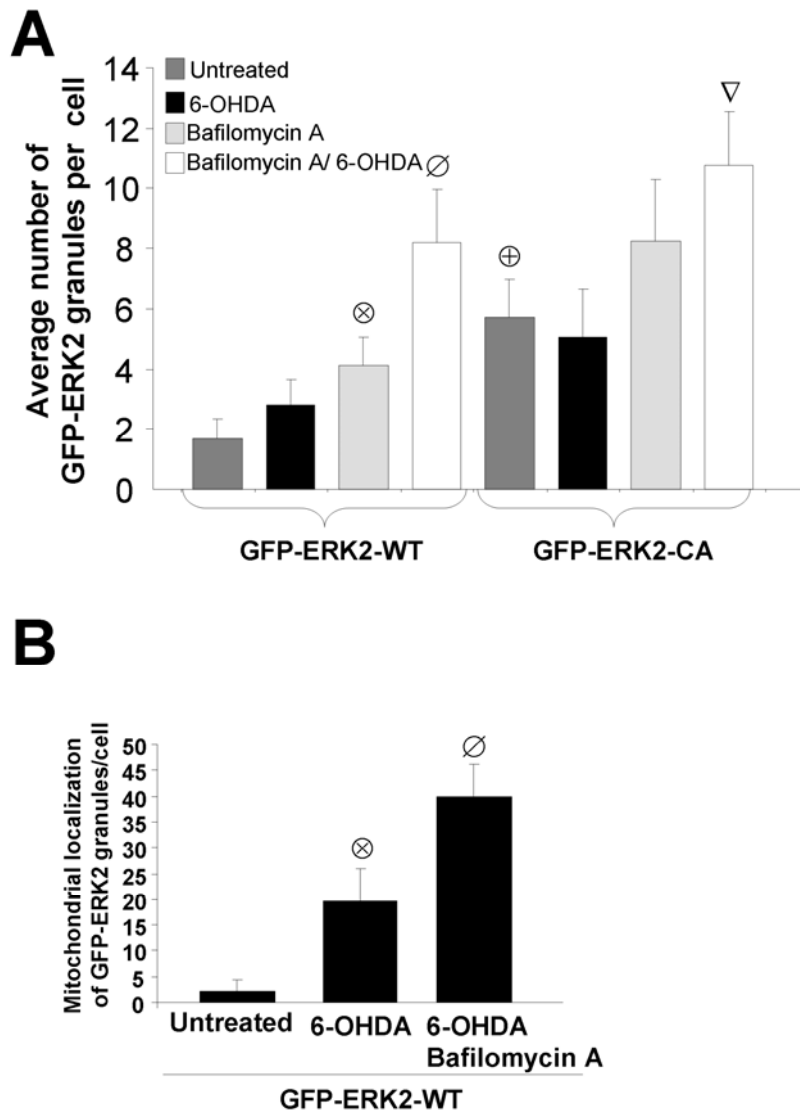 A
Average number of
GFP-ERK2 granules per cell
14
12
10
8
6
4
2
0
Untreated
6-OHDA
Bafilomycin A
Bafilomycin A/ 6-OHDA
∅
⊗
⊕
∇
GFP-ERK2-WT
GFP-ERK2-CA
B
Mitochondrial localization
of GFP-ERK2 granules/cell
50
45
40
35
30
25
20
15
10
5
0
⊗
∅
Untreated
6-OHDA
6-OHDA
Bafilomycin A
GFP-ERK2-WT